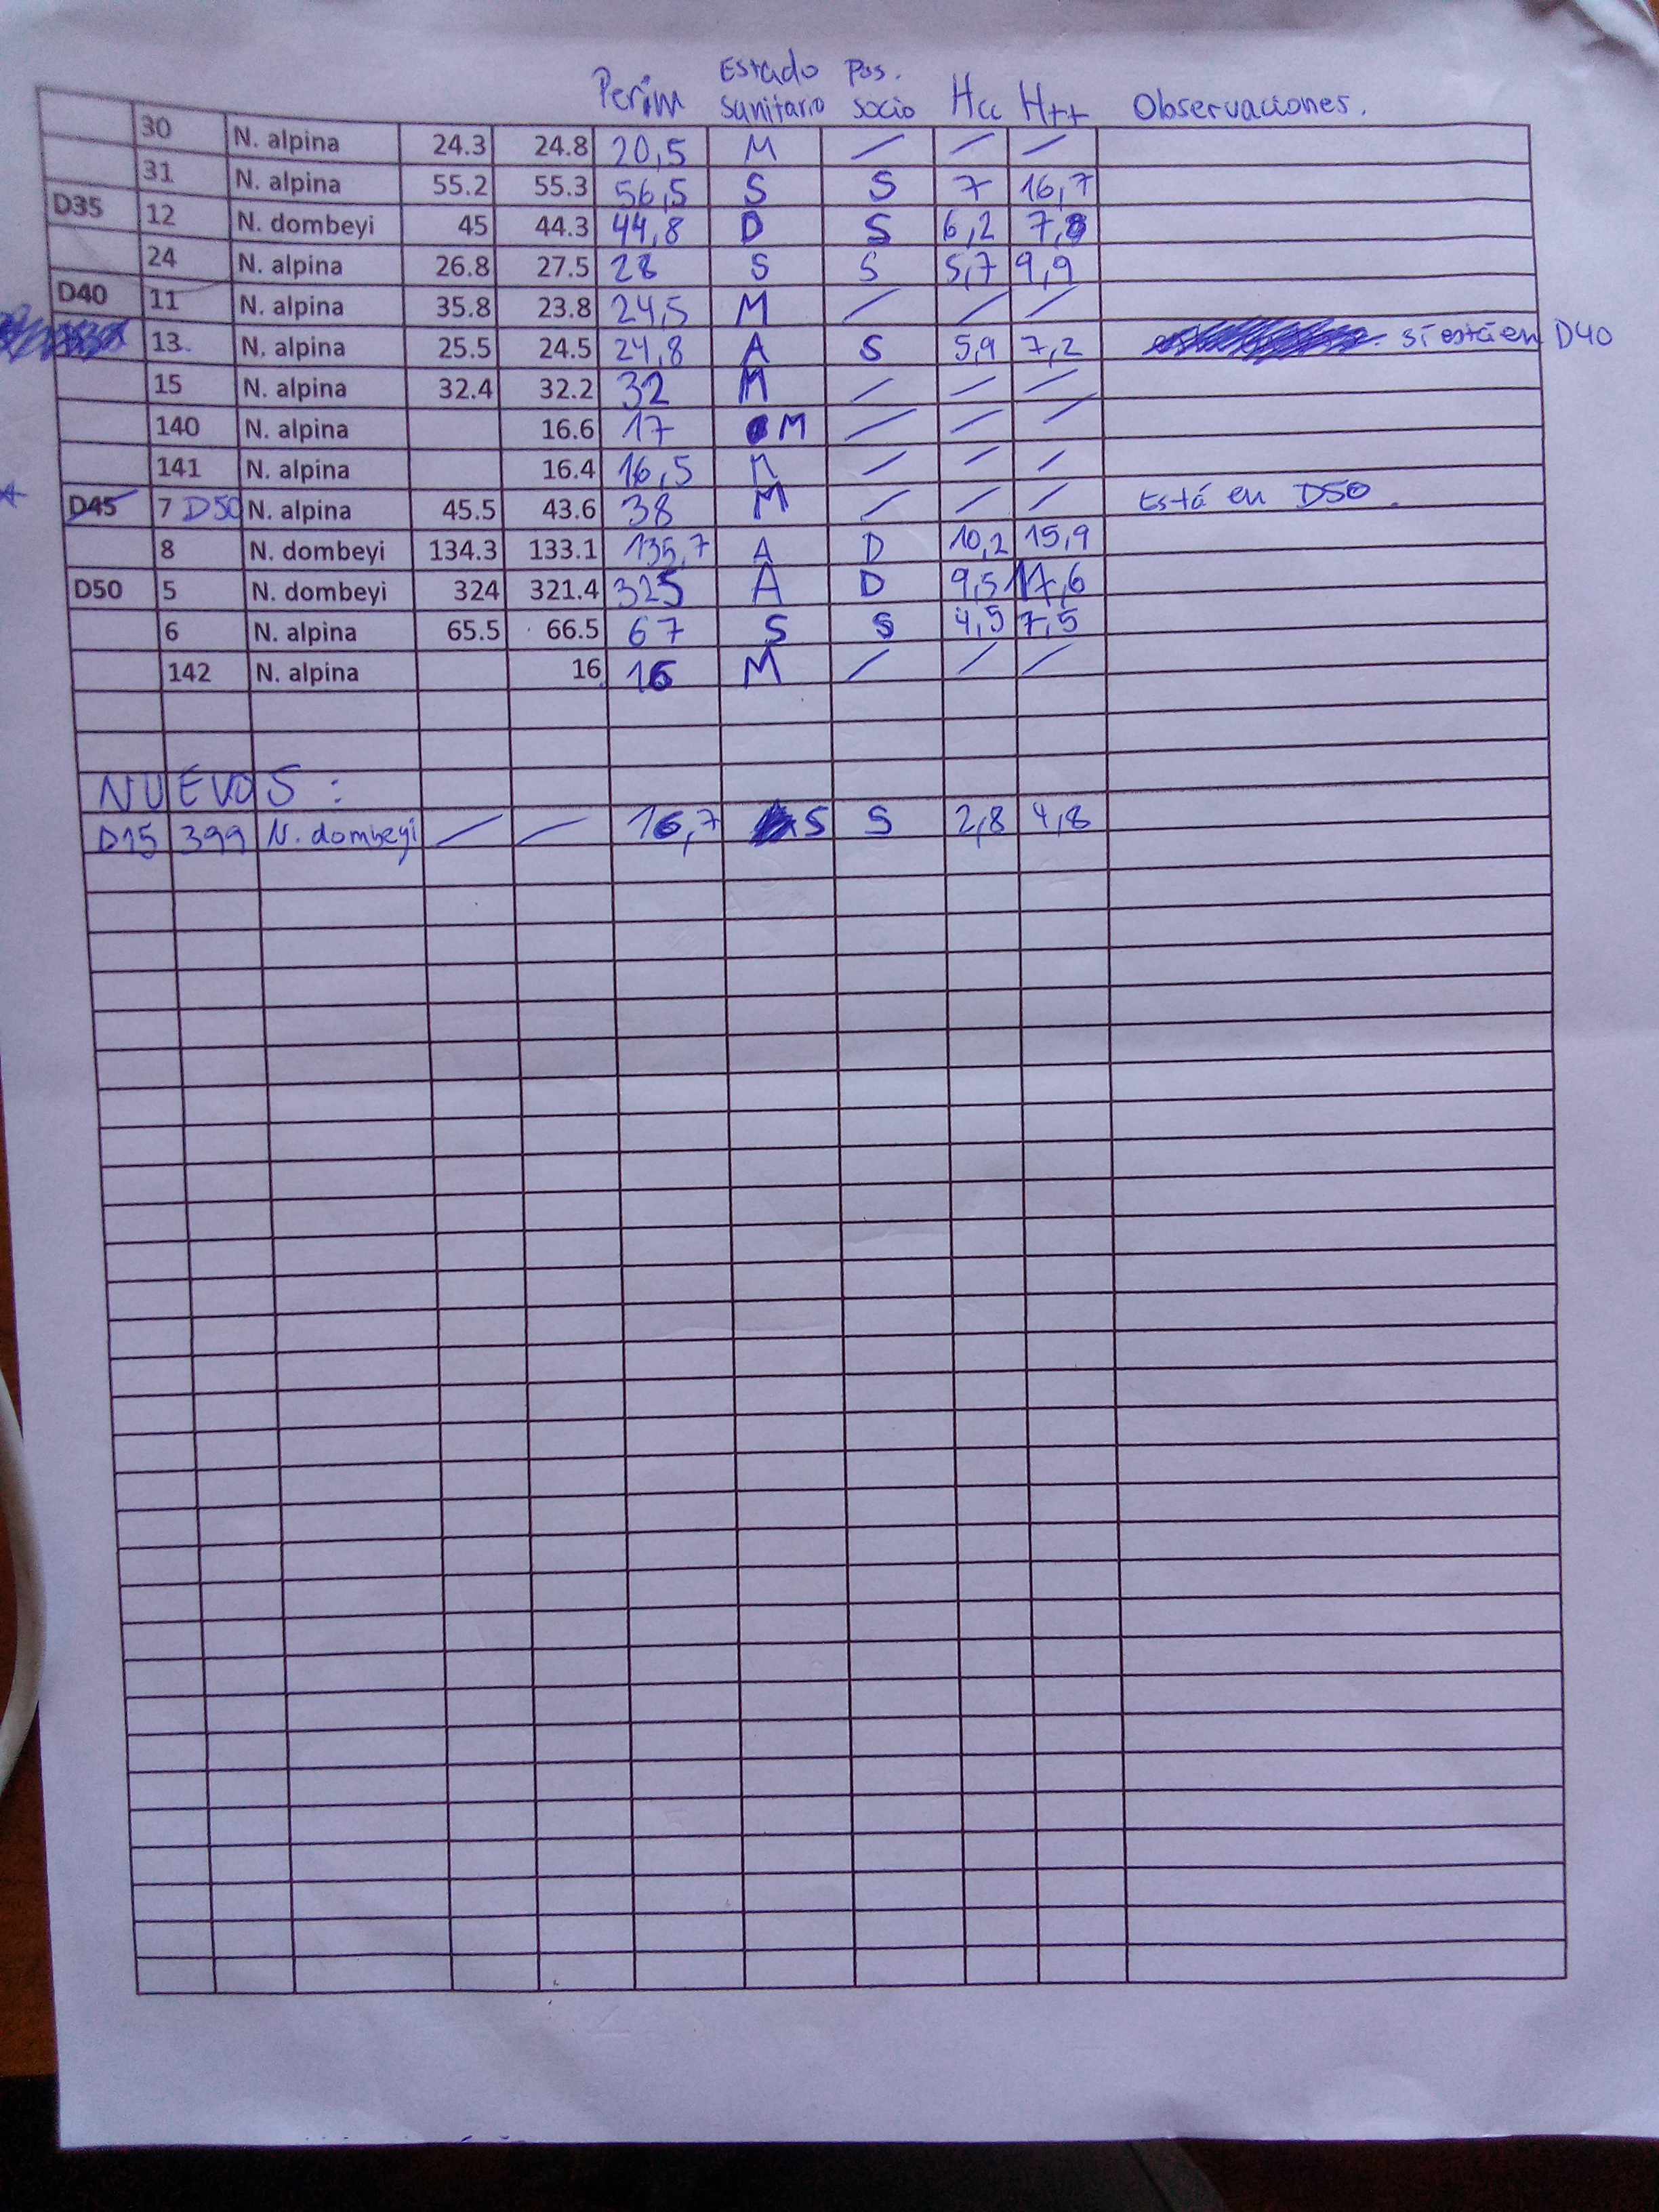 Perim Estado Sanitario Pos. Socio Hcc Htt Observaciones.
30 N. alpina 24.3 24.8 20,5 M / / /
31 N. alpina 55.2 55.3 56,5 S S 7 16,7
D35 12 N. dombeyi 45 44.3 44,8 D S 6,2
24 N. alpina 26.8 27.5 28 S S 5,7 9,9
D40 11 N. alpina 35.8 23.8 24,5 M / / /
13 N. alpina 25.5 24.5 24,8 A S 5,9 7,2 si está en D40
15 N. alpina 32.4 32.2 32 M / / /
140 N. alpina 16.6 17 M / / /
141 N. alpina 16.4 16,5 M / / /
D45 7 D50 N. alpina 45.5 43.6 38 M / / / Está en D50.
8 N. dombeyi 134.3 133.1 135,7 A D 10,2 15,9
D50 5 N. dombeyi 324 321.4 325 A D 9,5 17,6
6 N. alpina 65.5 66.5 67 S S 4,5 7,5
142 N. alpina 16 16 M / / /
NUEVOS:
D15 399 N. dombeyi / / 16,7 S S 2,8 4,8